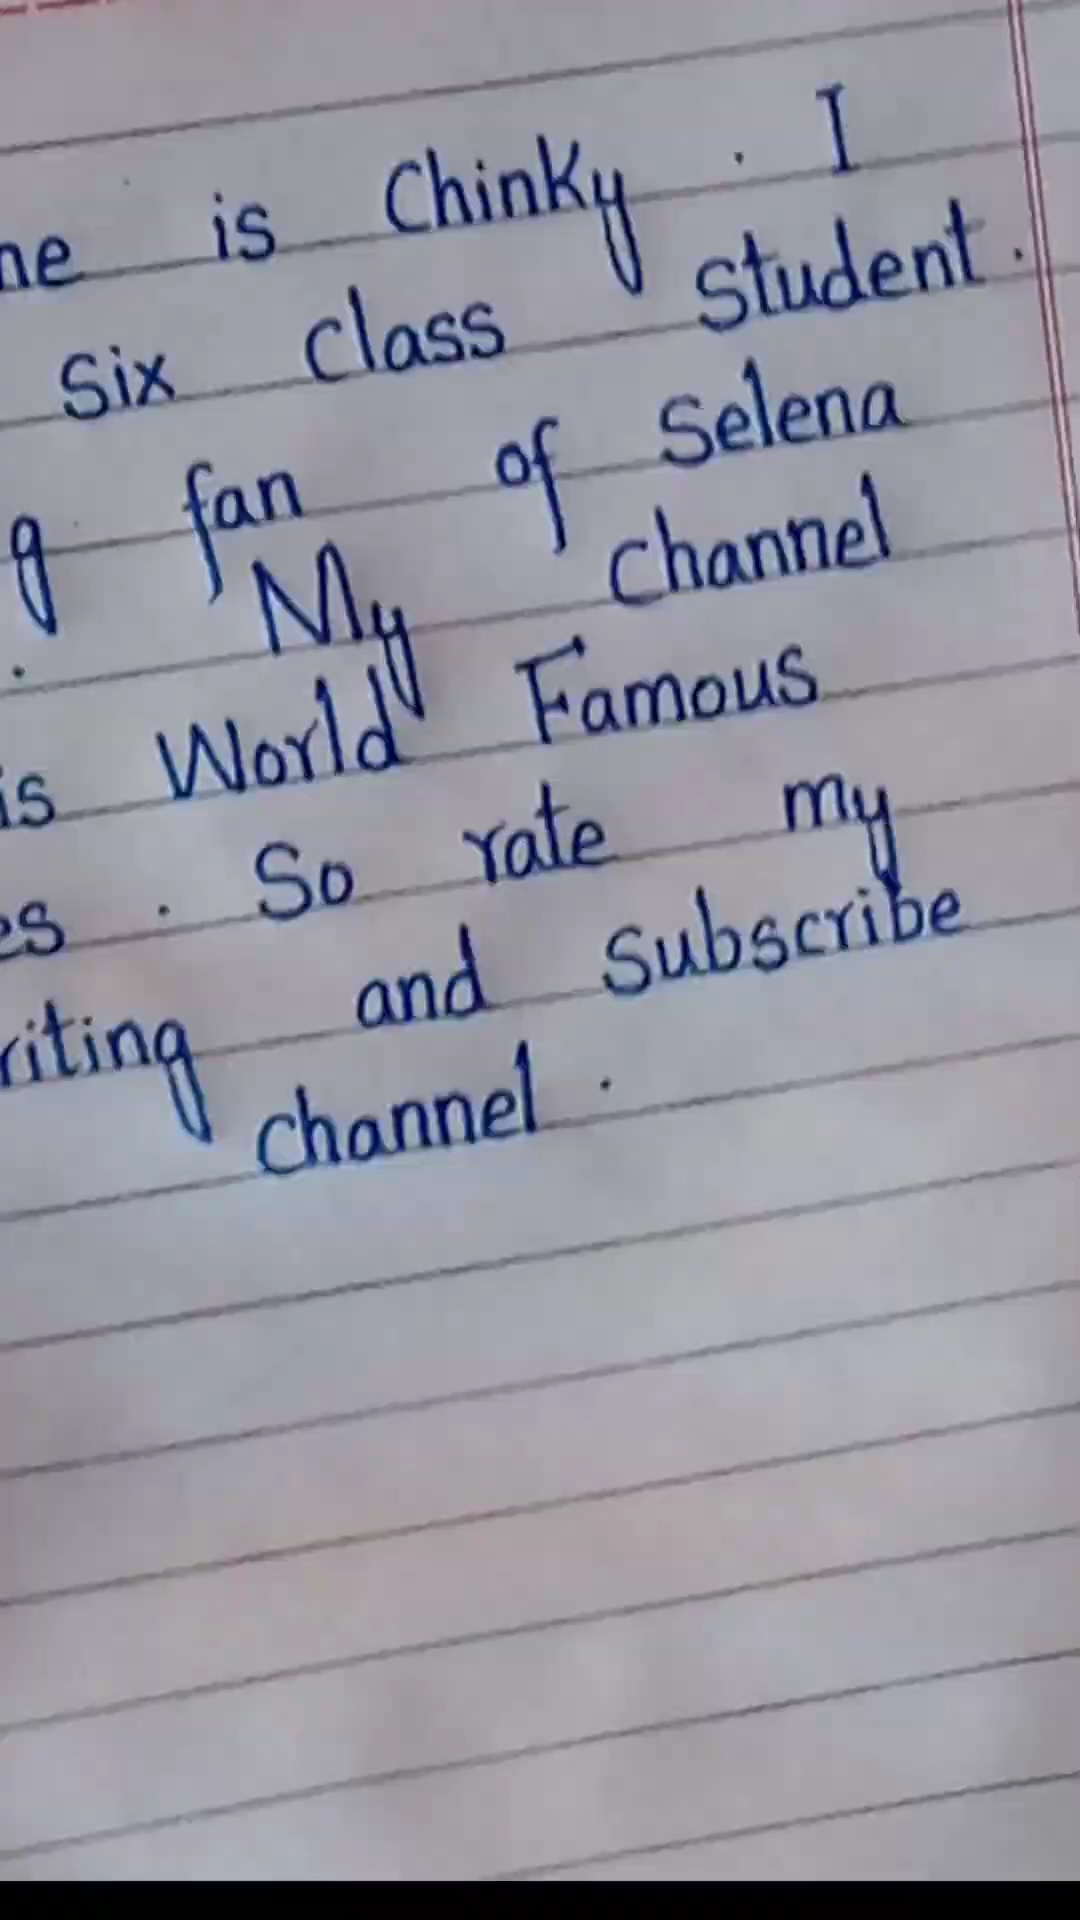 ne is Chinky. I
six class student.
g fan of Selena
. My channel
is World Famous
es. So rate my
riting and subscribe
channel.